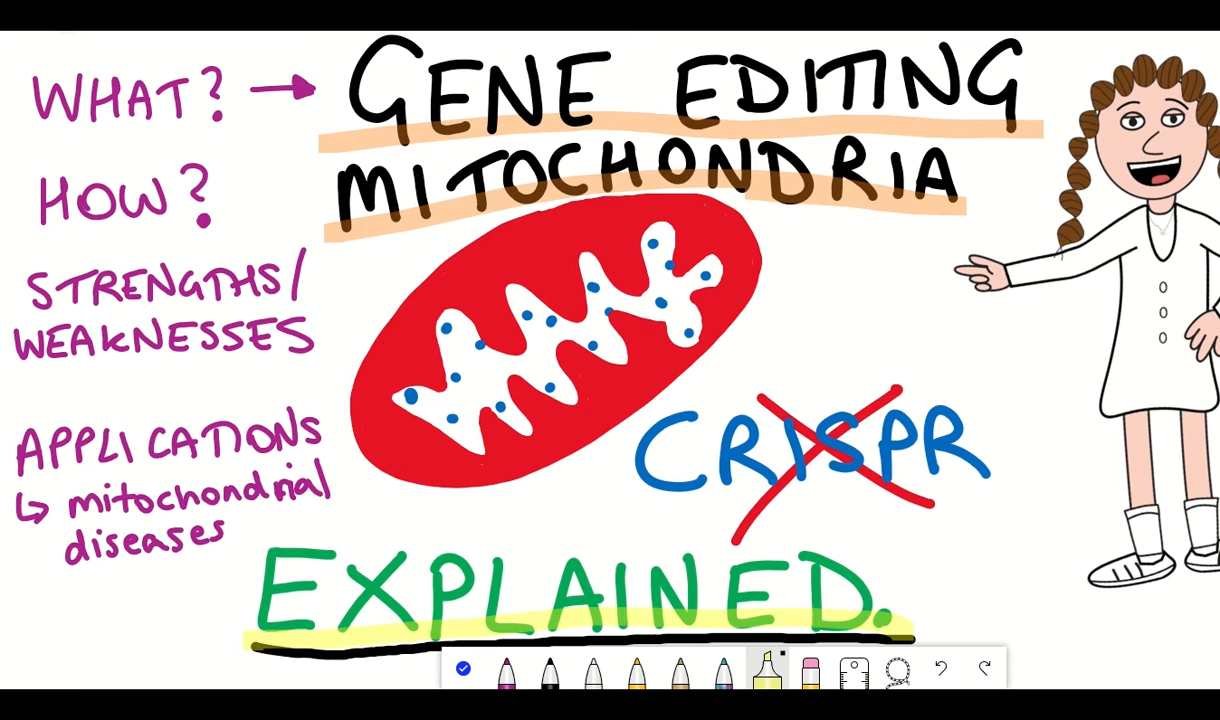 WHAT? →
GENE EDITING
MITOCHONDRIA
HOW?
STRENGTHS/
WEAKNESSES
APPLICATIONS
↳ mitochondrial
diseases
CRISPR
EXPLAINED.